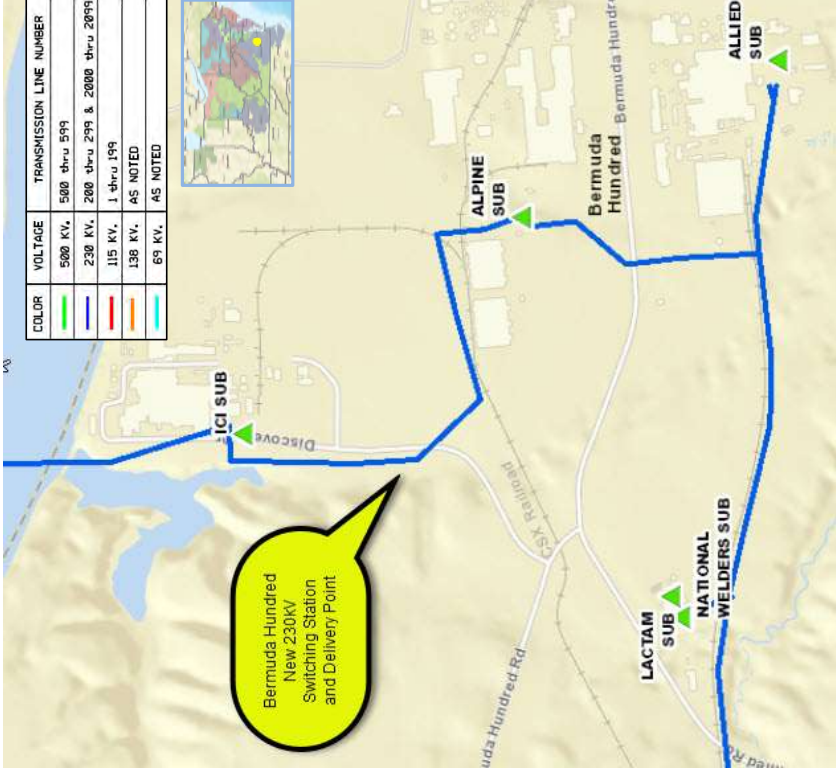 COLOR VOLTAGE TRANSMISSION LINE NUMBER
500 KV. 500 thru 599
230 KV. 200 thru 299 & 2000 thru 2099
115 KV. 1 thru 199
138 KV. AS NOTED
69 KV. AS NOTED
ICI SUB
Discove
ALPINE
SUB
Bermuda
Hundred
Bermuda Hundr
ALLIED
SUB
Bermuda Hundred
New 230KV
Switching Station
and Delivery Point
CSX Railroad
uda Hundred Rd
LACTAM
SUB
NATIONAL
WELDERS SUB